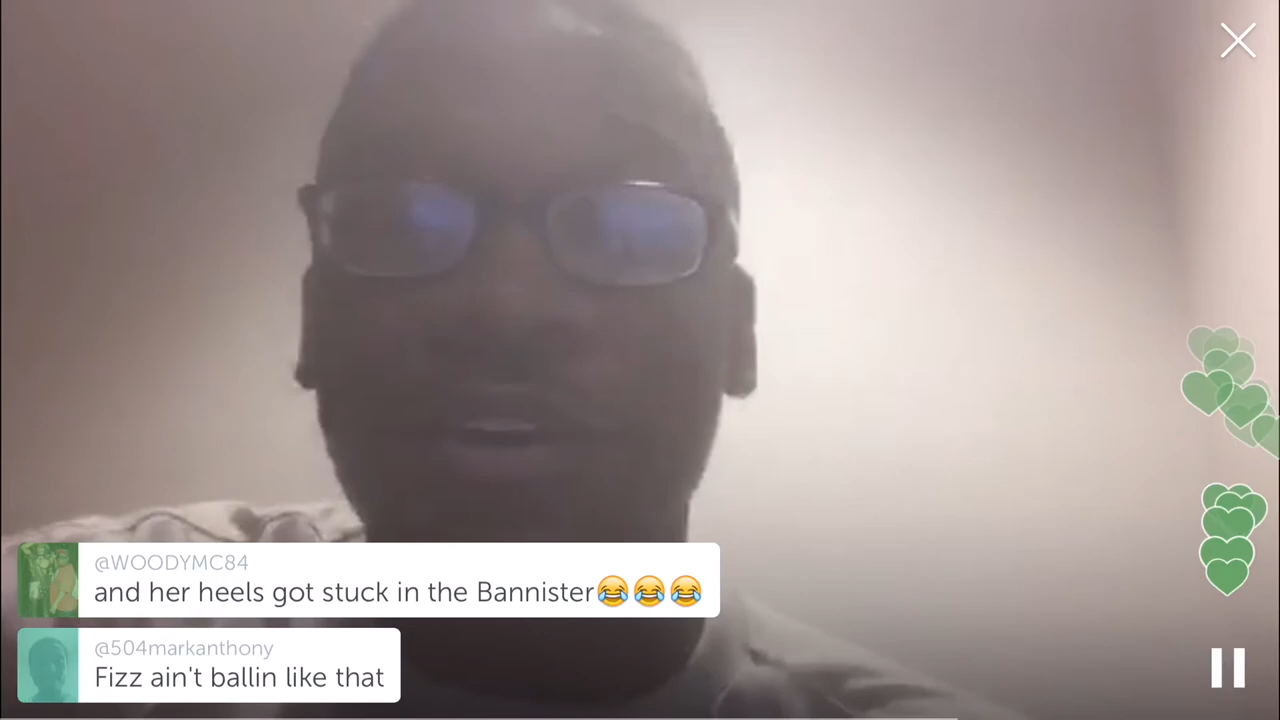 @WOODYMC84
and her heels got stuck in the Bannister😂😂😂
@504markanthony
Fizz ain't ballin like that